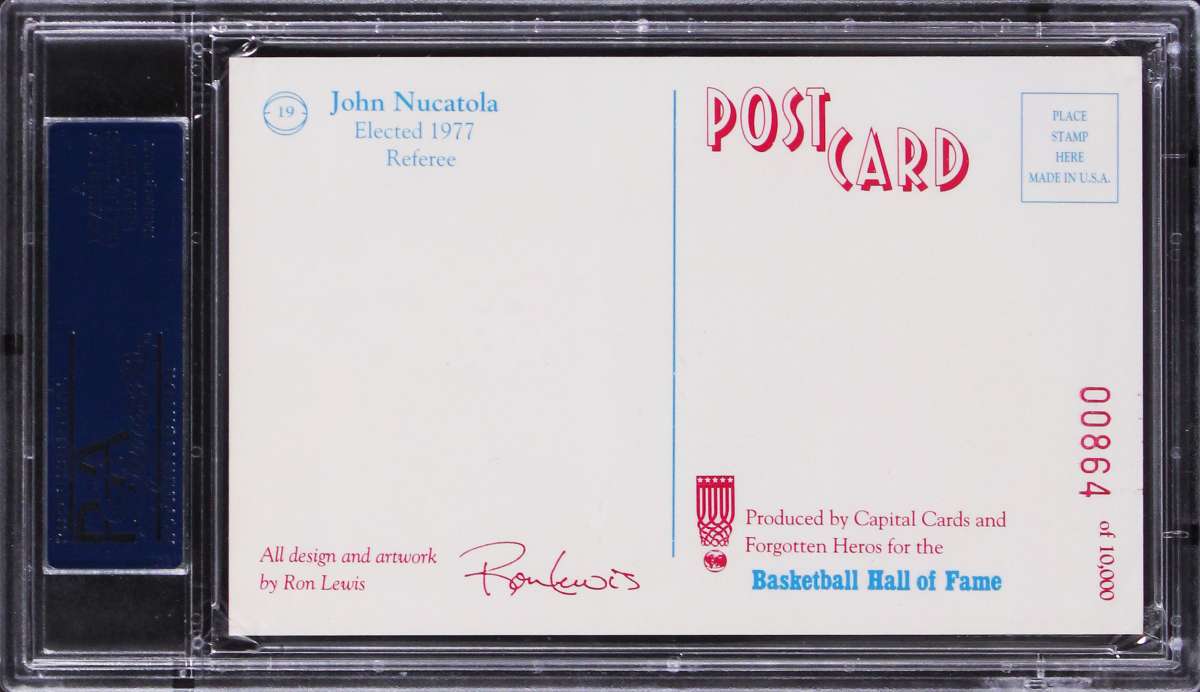 19
John Nucatola
Elected 1977
Referee
POST
CARD
PLACE
STAMP
HERE
MADE IN U.S.A.
00864 of 10,000
Produced by Capital Cards and
Forgotten Heros for the
Basketball Hall of Fame
All design and artwork
by Ron Lewis
Ron Lewis
PSA